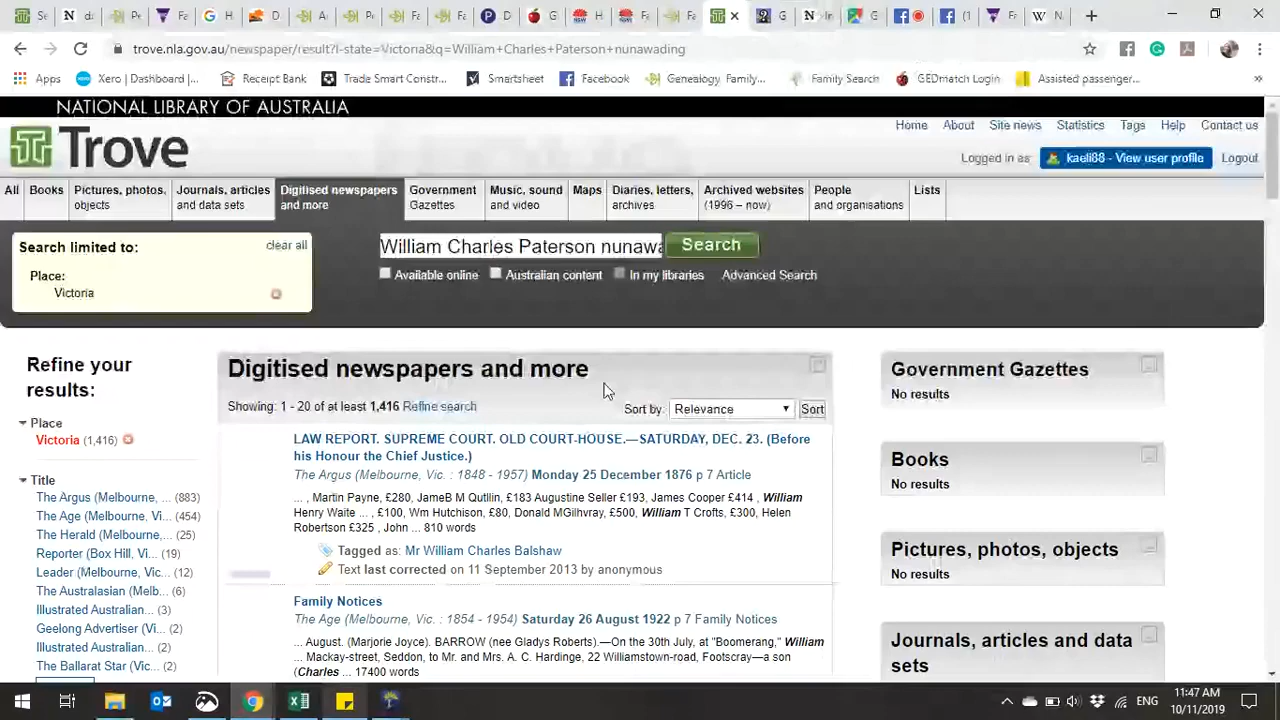 trove.nla.gov.au/newspaper/result?l-state=Victoria&q=William+Charles+Paterson+nunawading
Apps
Xero | Dashboard |...
Receipt Bank
Trade Smart Constr...
Smartsheet
Facebook
Genealogy, Family...
Family Search
GEDmatch Login
Assisted passenger...
NATIONAL LIBRARY OF AUSTRALIA
Home About Site news Statistics Tags Help Contact us
Trove
Logged in as: kaeli88 - View user profile Logout
All
Books
Pictures, photos, objects
Journals, articles and data sets
Digitised newspapers and more
Government Gazettes
Music, sound and video
Maps
Diaries, letters, archives
Archived websites (1996 – now)
People and organisations
Lists
Search limited to: clear all
Place:
Victoria
William Charles Paterson nunawa
Search
Available online Australian content In my libraries Advanced Search
Refine your
results:
Place
Victoria (1,416)
Title
The Argus (Melbourne, ... (883)
The Age (Melbourne, Vi... (454)
The Herald (Melbourne,... (25)
Reporter (Box Hill, Vi... (19)
Leader (Melbourne, Vic... (12)
The Australasian (Melb... (6)
Illustrated Australian... (3)
Geelong Advertiser (Vi... (2)
Illustrated Australian... (2)
The Ballarat Star (Vic... (2)
Digitised newspapers and more
Showing: 1 - 20 of at least 1,416 Refine search
Sort by: Relevance Sort
LAW REPORT. SUPREME COURT. OLD COURT-HOUSE.—SATURDAY, DEC. 23. (Before
his Honour the Chief Justice.)
The Argus (Melbourne, Vic. : 1848 - 1957) Monday 25 December 1876 p 7 Article
... , Martin Payne, £280, JameB M Qutllin, £183 Augustine Seller £193, James Cooper £414 , William
Henry Waite ... , £100, Wm Hutchison, £80, Donald MGilhvray, £500, William T Crofts, £300, Helen
Robertson £325 , John ... 810 words
Tagged as: Mr William Charles Balshaw
Text last corrected on 11 September 2013 by anonymous
Family Notices
The Age (Melbourne, Vic. : 1854 - 1954) Saturday 26 August 1922 p 7 Family Notices
... August. (Marjorie Joyce). BARROW (nee Gladys Roberts).—On the 30th July, at "Boomerang," William
... Mackay-street, Seddon, to Mr. and Mrs. A. C. Hardinge, 22 Williamstown-road, Footscray—a son
(Charles ... 17400 words
Government Gazettes
No results
Books
No results
Pictures, photos, objects
No results
Journals, articles and data
sets
ENG
11:47 AM
10/11/2019